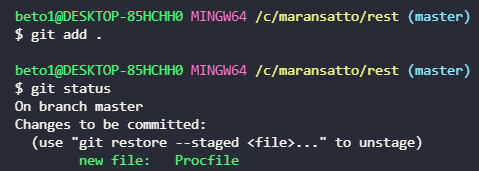 beto1@DESKTOP-85HCHH0 MINGW64 /c/maransatto/rest (master)
$ git add .
beto1@DESKTOP-85HCHH0 MINGW64 /c/maransatto/rest (master)
$ git status
On branch master
Changes to be committed:
  (use "git restore --staged <file>..." to unstage)
        new file:   Procfile